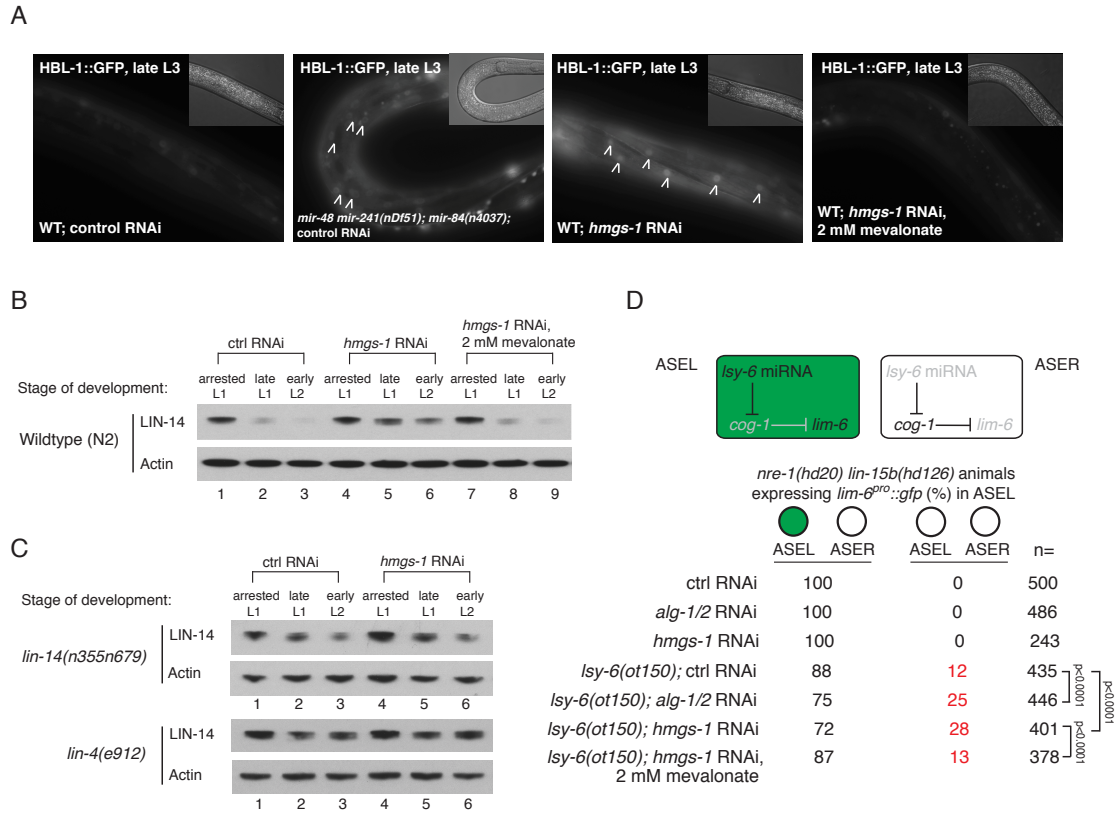 A
HBL-1::GFP, late L3
WT; control RNAi
HBL-1::GFP, late L3
mir-48 mir-241(nDf51); mir-84(n4037);
control RNAi
HBL-1::GFP, late L3
WT; hmgs-1 RNAi
HBL-1::GFP, late L3
WT; hmgs-1 RNAi,
2 mM mevalonate
B
ctrl RNAi
hmgs-1 RNAi
hmgs-1 RNAi,
2 mM mevalonate
Stage of development:
arrested L1
late L1
early L2
arrested L1
late L1
early L2
arrested L1
late L1
early L2
Wildtype (N2)
LIN-14
Actin
1 2 3 4 5 6 7 8 9
C
ctrl RNAi
hmgs-1 RNAi
Stage of development:
arrested L1
late L1
early L2
arrested L1
late L1
early L2
lin-14(n355n679)
LIN-14
Actin
1 2 3 4 5 6
lin-4(e912)
LIN-14
Actin
1 2 3 4 5 6
D
ASEL
lsy-6 miRNA
cog-1
lim-6
lsy-6 miRNA
cog-1
lim-6
ASER
nre-1(hd20) lin-15b(hd126) animals
expressing lim-6pro::gfp (%) in ASEL
ASEL ASER ASEL ASER n=
ctrl RNAi 100 0 500
alg-1/2 RNAi 100 0 486
hmgs-1 RNAi 100 0 243
lsy-6(ot150); ctrl RNAi 88 12 435
lsy-6(ot150); alg-1/2 RNAi 75 25 446
lsy-6(ot150); hmgs-1 RNAi 72 28 401
lsy-6(ot150); hmgs-1 RNAi, 87 13 378
2 mM mevalonate
p<0.0001
p<0.0001
p<0.0001